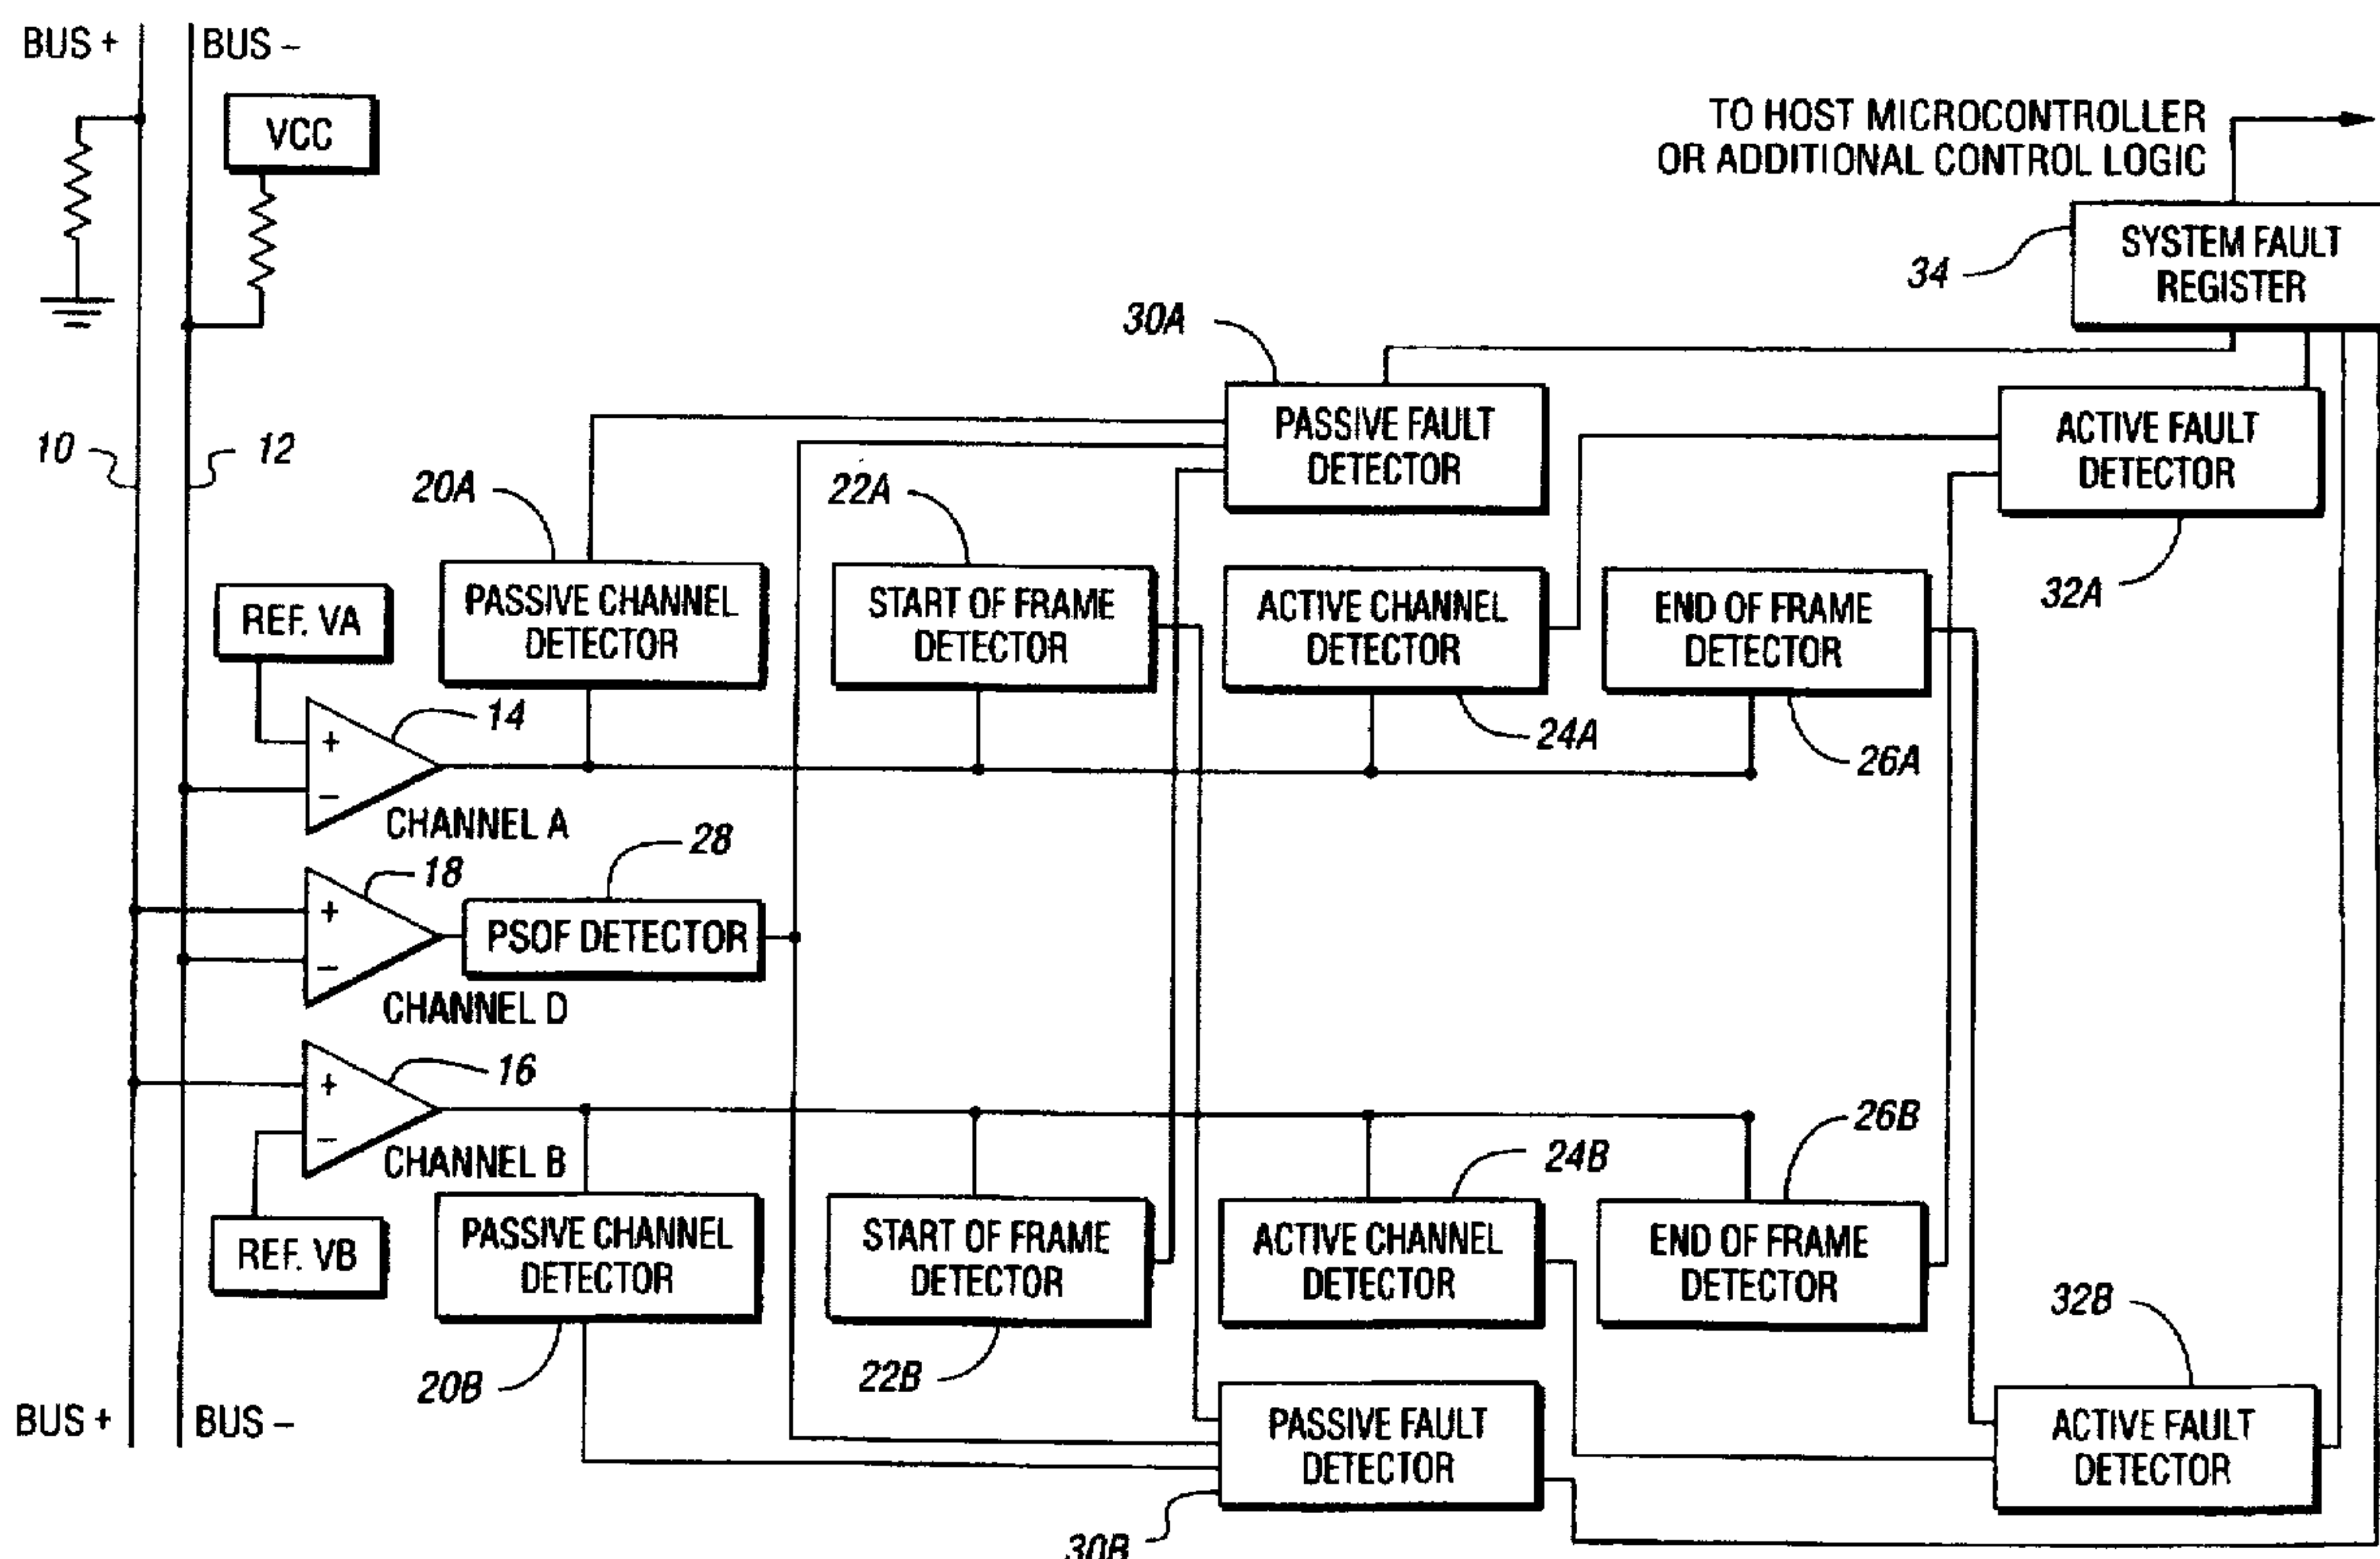 BUS +
BUS –
VCC
TO HOST MICROCONTROLLER
OR ADDITIONAL CONTROL LOGIC
SYSTEM FAULT
REGISTER
34
30A
PASSIVE FAULT
DETECTOR
ACTIVE FAULT
DETECTOR
32A
10
12
20A
22A
REF. VA
PASSIVE CHANNEL
DETECTOR
START OF FRAME
DETECTOR
ACTIVE CHANNEL
DETECTOR
END OF FRAME
DETECTOR
14
24A
26A
+
–
CHANNEL A
28
18
+
–
PSOF DETECTOR
CHANNEL D
16
+
–
CHANNEL B
24B
26B
REF. VB
PASSIVE CHANNEL
DETECTOR
START OF FRAME
DETECTOR
ACTIVE CHANNEL
DETECTOR
END OF FRAME
DETECTOR
32B
20B
22B
BUS +
BUS –
PASSIVE FAULT
DETECTOR
ACTIVE FAULT
DETECTOR
30B